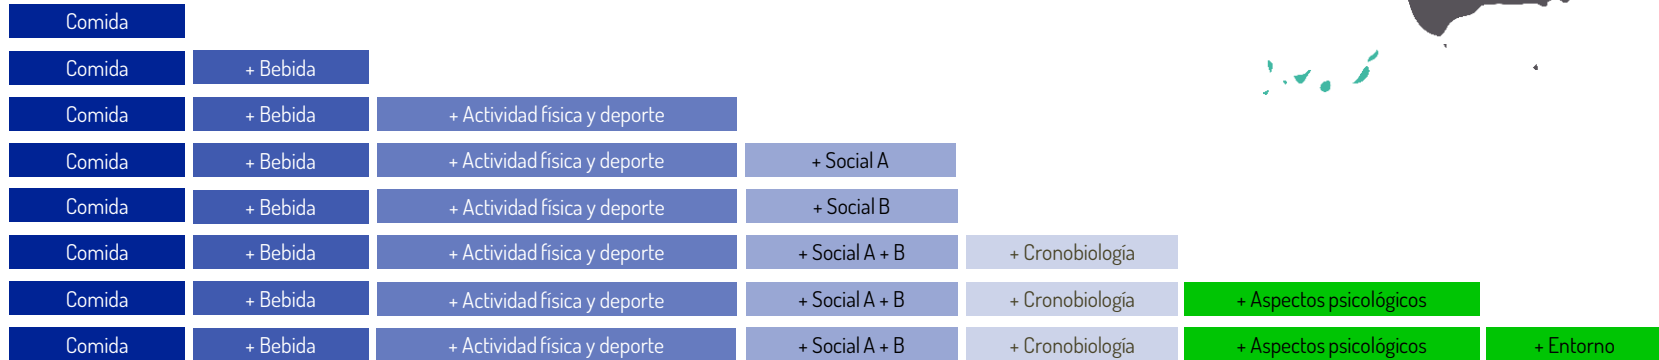 Comida
Comida + Bebida
Comida + Bebida + Actividad física y deporte
Comida + Bebida + Actividad física y deporte + Social A
Comida + Bebida + Actividad física y deporte + Social B
Comida + Bebida + Actividad física y deporte + Social A + B + Cronobiología
Comida + Bebida + Actividad física y deporte + Social A + B + Cronobiología + Aspectos psicológicos
Comida + Bebida + Actividad física y deporte + Social A + B + Cronobiología + Aspectos psicológicos + Entorno